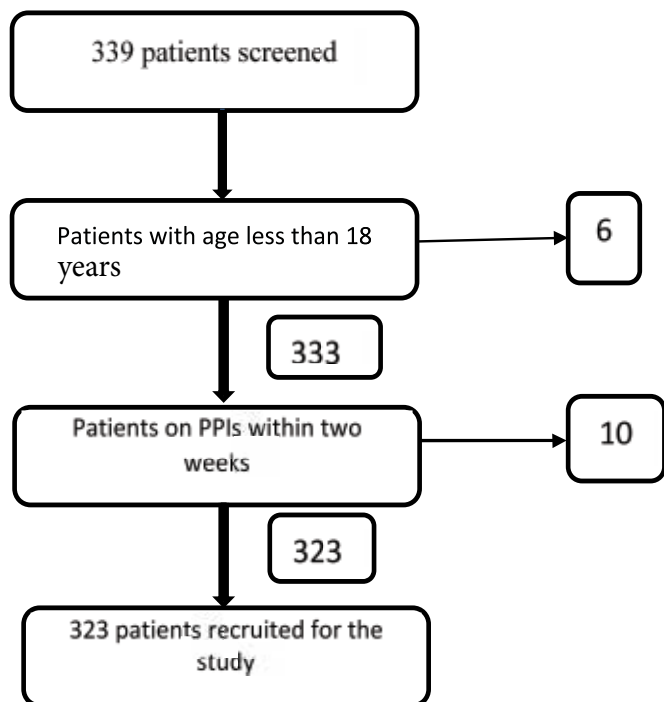 339 patients screened
Patients with age less than 18
years
6
333
Patients on PPIs within two
weeks
10
323
323 patients recruited for the
study